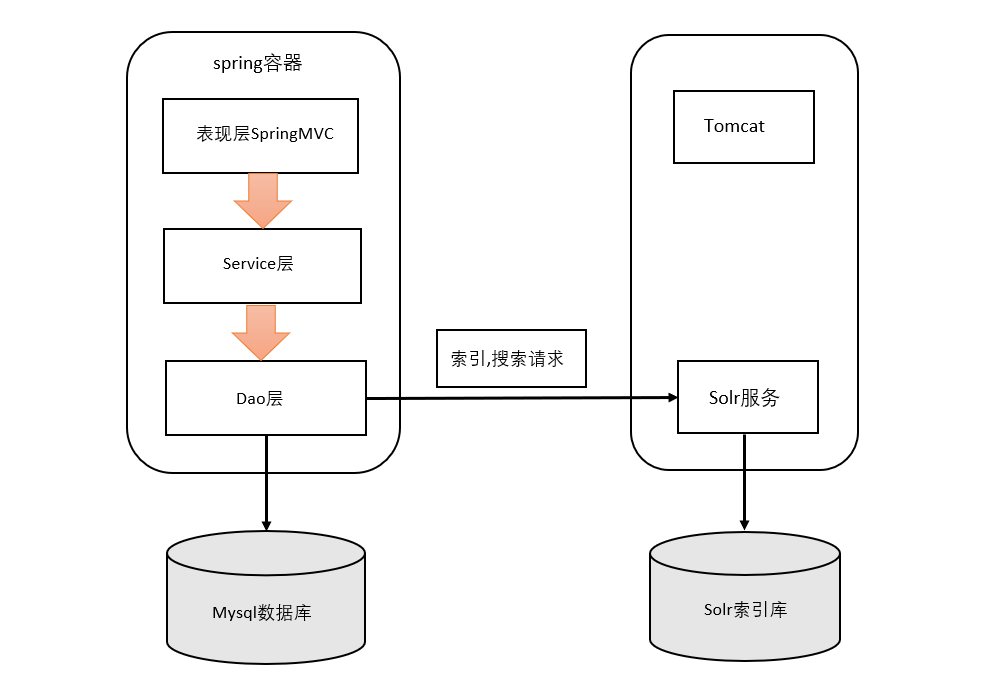 spring容器
表现层SpringMVC
Service层
Dao层
Mysql数据库
索引,搜索请求
Tomcat
Solr服务
Solr索引库